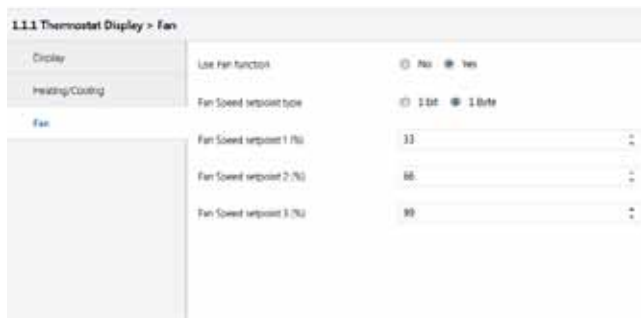 1.1.1 Thermostat Display > Fan
Display
Heating/Cooling
Fan
Use Fan function No Yes
Fan Speed setpoint type 1 bit 1 Byte
Fan Speed setpoint 1 (%) 33
Fan Speed setpoint 2 (%) 66
Fan Speed setpoint 3 (%) 99